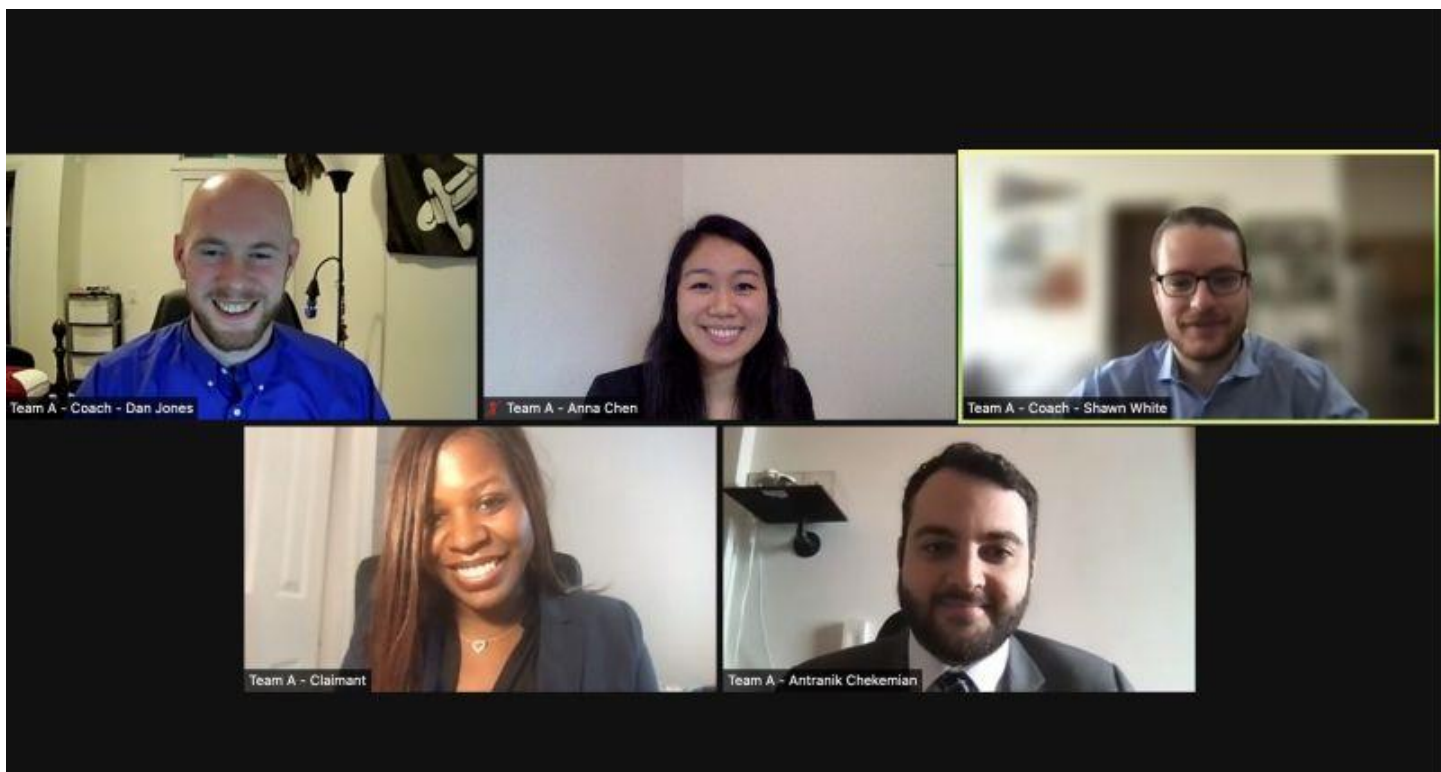 Team A - Coach - Dan Jones
Team A - Anna Chen
Team A - Coach - Shawn White
Team A - Claimant
Team A - Antranik Chekemian